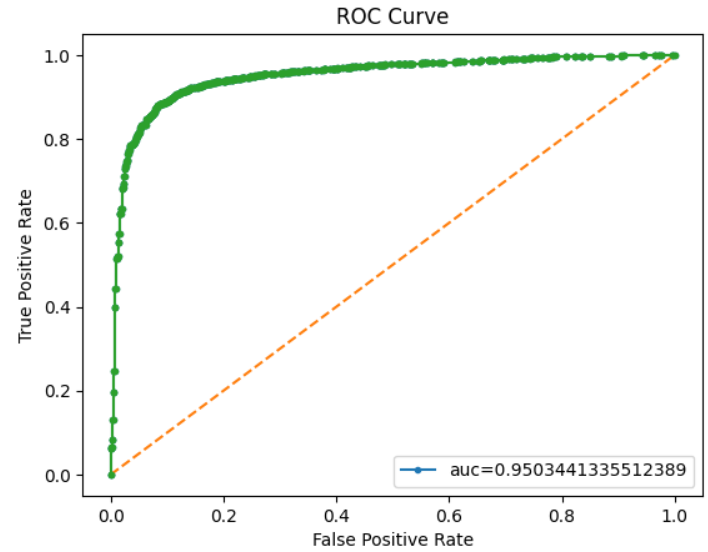 ROC Curve
True Positive Rate
1.0
0.8
0.6
0.4
0.2
0.0
auc=0.9503441335512389
0.0 0.2 0.4 0.6 0.8 1.0
False Positive Rate